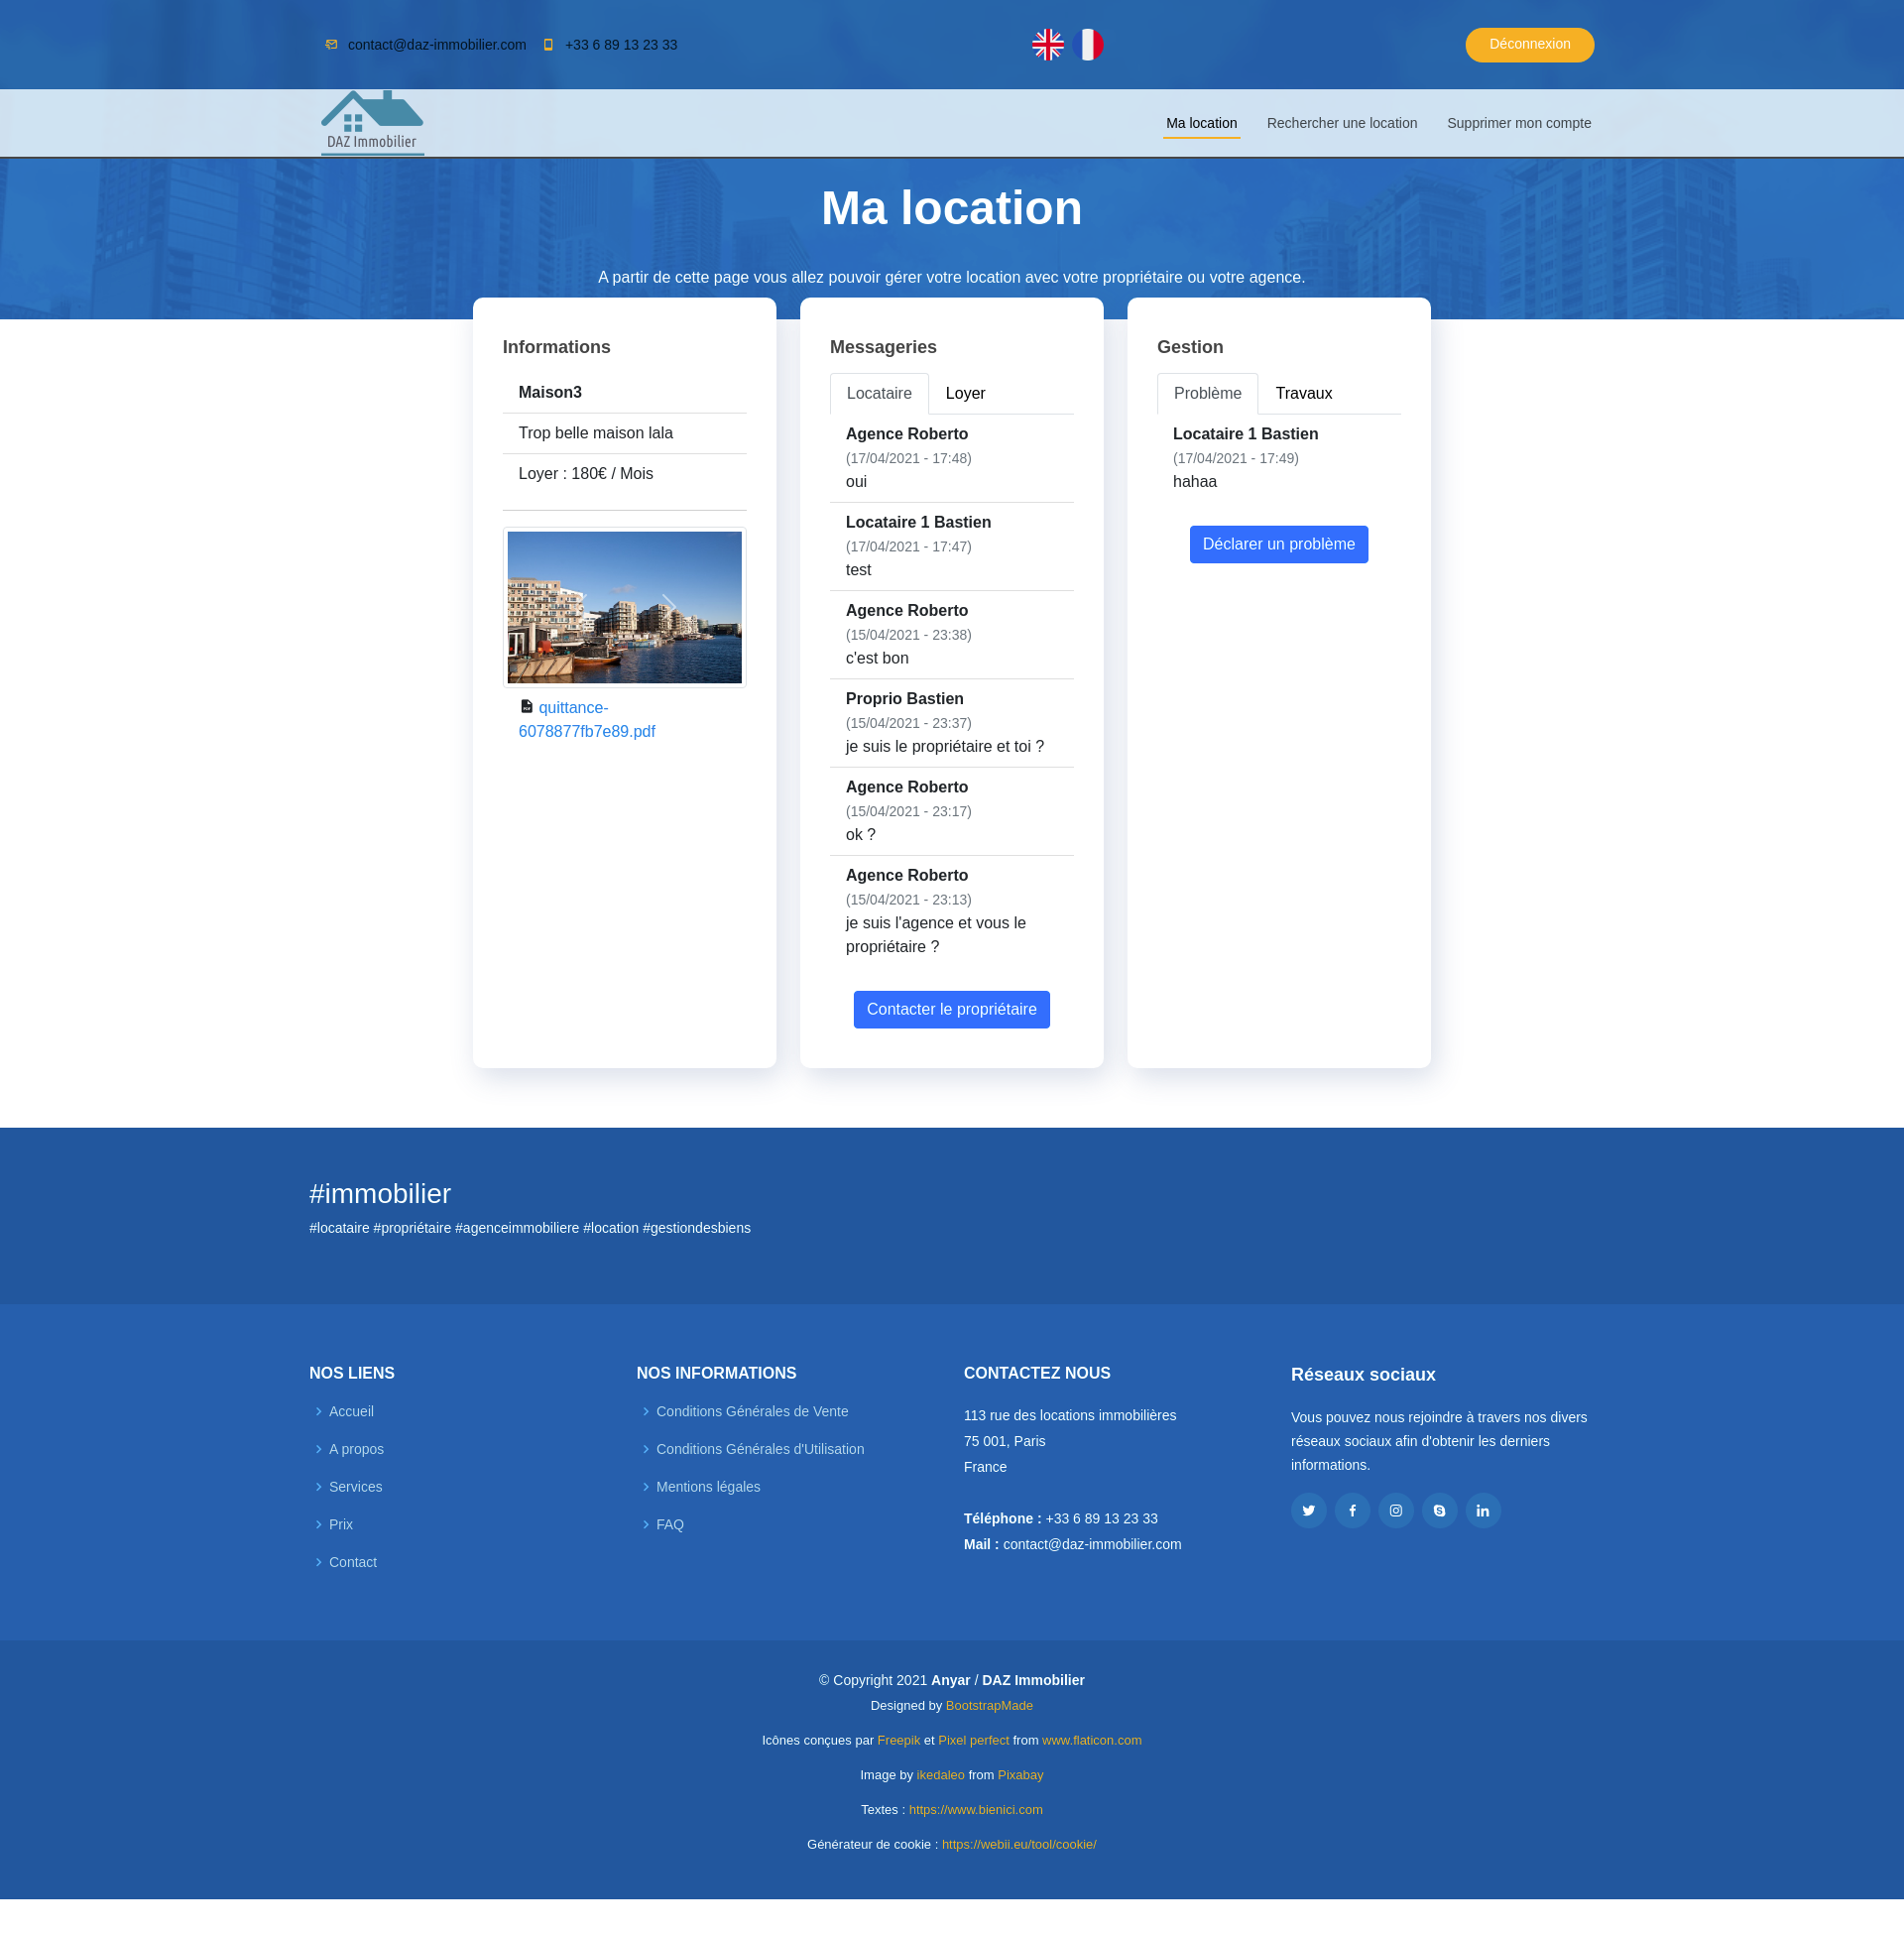 contact@daz-immobilier.com +33 6 89 13 23 33
Déconnexion
DAZ Immobilier
Ma location Rechercher une location Supprimer mon compte
Ma location
A partir de cette page vous allez pouvoir gérer votre location avec votre propriétaire ou votre agence.
Informations
Maison3
Trop belle maison lala
Loyer : 180€ / Mois
quittance-
6078877fb7e89.pdf
Messageries
Locataire Loyer
Agence Roberto
(17/04/2021 - 17:48)
oui
Locataire 1 Bastien
(17/04/2021 - 17:47)
test
Agence Roberto
(15/04/2021 - 23:38)
c'est bon
Proprio Bastien
(15/04/2021 - 23:37)
je suis le propriétaire et toi ?
Agence Roberto
(15/04/2021 - 23:17)
ok ?
Agence Roberto
(15/04/2021 - 23:13)
je suis l'agence et vous le
propriétaire ?
Contacter le propriétaire
Gestion
Problème Travaux
Locataire 1 Bastien
(17/04/2021 - 17:49)
hahaa
Déclarer un problème
#immobilier
#locataire #propriétaire #agenceimmobiliere #location #gestiondesbiens
NOS LIENS
Accueil
A propos
Services
Prix
Contact
NOS INFORMATIONS
Conditions Générales de Vente
Conditions Générales d'Utilisation
Mentions légales
FAQ
CONTACTEZ NOUS
113 rue des locations immobilières
75 001, Paris
France
Téléphone : +33 6 89 13 23 33
Mail : contact@daz-immobilier.com
Réseaux sociaux
Vous pouvez nous rejoindre à travers nos divers
réseaux sociaux afin d'obtenir les derniers
informations.
© Copyright 2021 Anyar / DAZ Immobilier
Designed by BootstrapMade
Icônes conçues par Freepik et Pixel perfect from www.flaticon.com
Image by ikedaleo from Pixabay
Textes : https://www.bienici.com
Générateur de cookie : https://webii.eu/tool/cookie/